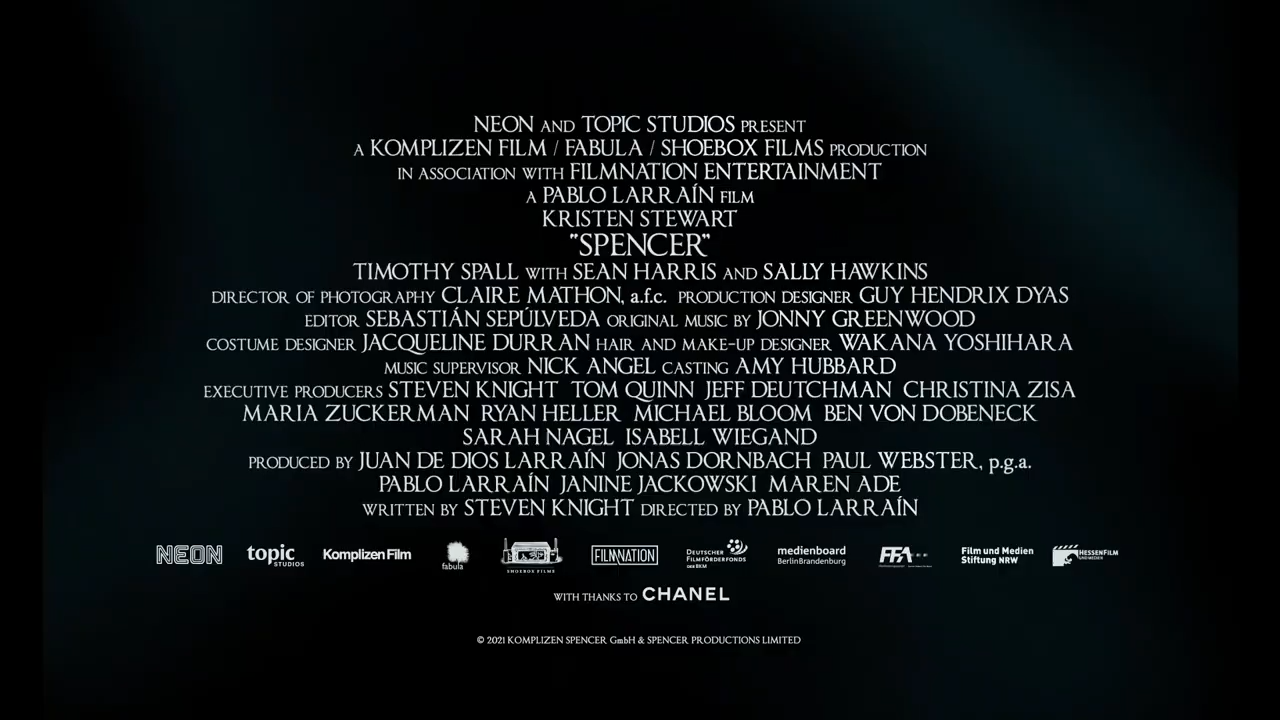 NEON AND TOPIC STUDIOS PRESENT
A KOMPLIZEN FILM / FABULA / SHOEBOX FILMS PRODUCTION
IN ASSOCIATION WITH FILMNATION ENTERTAINMENT
A PABLO LARRAÍN FILM
KRISTEN STEWART
"SPENCER"
TIMOTHY SPALL WITH SEAN HARRIS AND SALLY HAWKINS
DIRECTOR OF PHOTOGRAPHY CLAIRE MATHON, a.f.c. PRODUCTION DESIGNER GUY HENDRIX DYAS
EDITOR SEBASTIÁN SEPÚLVEDA ORIGINAL MUSIC BY JONNY GREENWOOD
COSTUME DESIGNER JACQUELINE DURRAN HAIR AND MAKE-UP DESIGNER WAKANA YOSHIHARA
MUSIC SUPERVISOR NICK ANGEL CASTING AMY HUBBARD
EXECUTIVE PRODUCERS STEVEN KNIGHT TOM QUINN JEFF DEUTCHMAN CHRISTINA ZISA
MARIA ZUCKERMAN RYAN HELLER MICHAEL BLOOM BEN VON DOBENECK
SARAH NAGEL ISABELL WIEGAND
PRODUCED BY JUAN DE DIOS LARRAÍN JONAS DORNBACH PAUL WEBSTER, p.g.a.
PABLO LARRAÍN JANINE JACKOWSKI MAREN ADE
WRITTEN BY STEVEN KNIGHT DIRECTED BY PABLO LARRAÍN
NEON
topic
STUDIOS
Komplizen Film
fabula
SHOEBOX FILMS
FILMNATION
DEUTSCHER
FILMFÖRDERFONDS
DER BKM
medienboard
BerlinBrandenburg
FFA
Film und Medien
Stiftung NRW
HESSENFILM
UND MEDIEN
WITH THANKS TO CHANEL
© 2021 KOMPLIZEN SPENCER GmbH & SPENCER PRODUCTIONS LIMITED